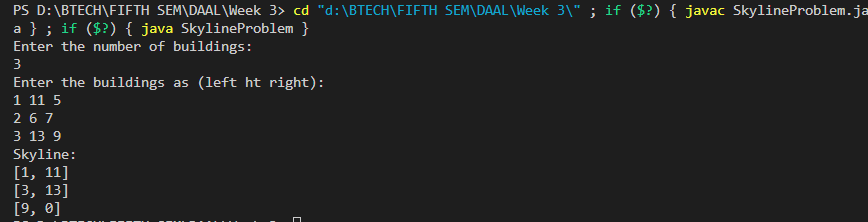 PS D:\BTECH\FIFTH SEM\DAAL\Week 3> cd "d:\BTECH\FIFTH SEM\DAAL\Week 3\" ; if ($?) { javac SkylineProblem.jav
a } ; if ($?) { java SkylineProblem }
Enter the number of buildings:
3
Enter the buildings as (left ht right):
1 11 5
2 6 7
3 13 9
Skyline:
[1, 11]
[3, 13]
[9, 0]